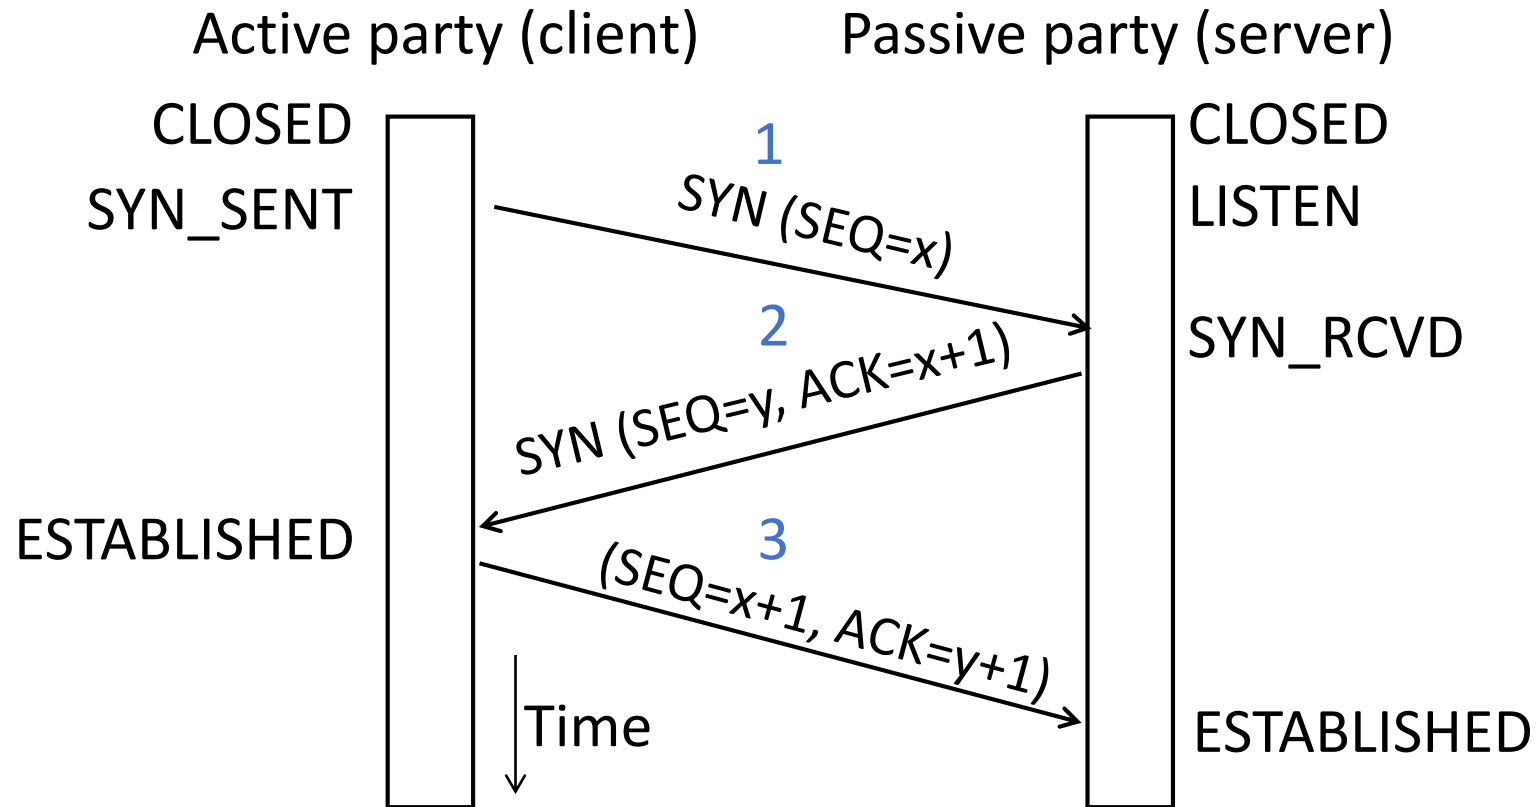 Active party (client)
Passive party (server)
CLOSED
CLOSED
1
SYN_SENT
SYN (SEQ=x)
LISTEN
2
SYN_RCVD
SYN (SEQ=y, ACK=x+1)
ESTABLISHED
3
(SEQ=x+1, ACK=y+1)
Time
ESTABLISHED